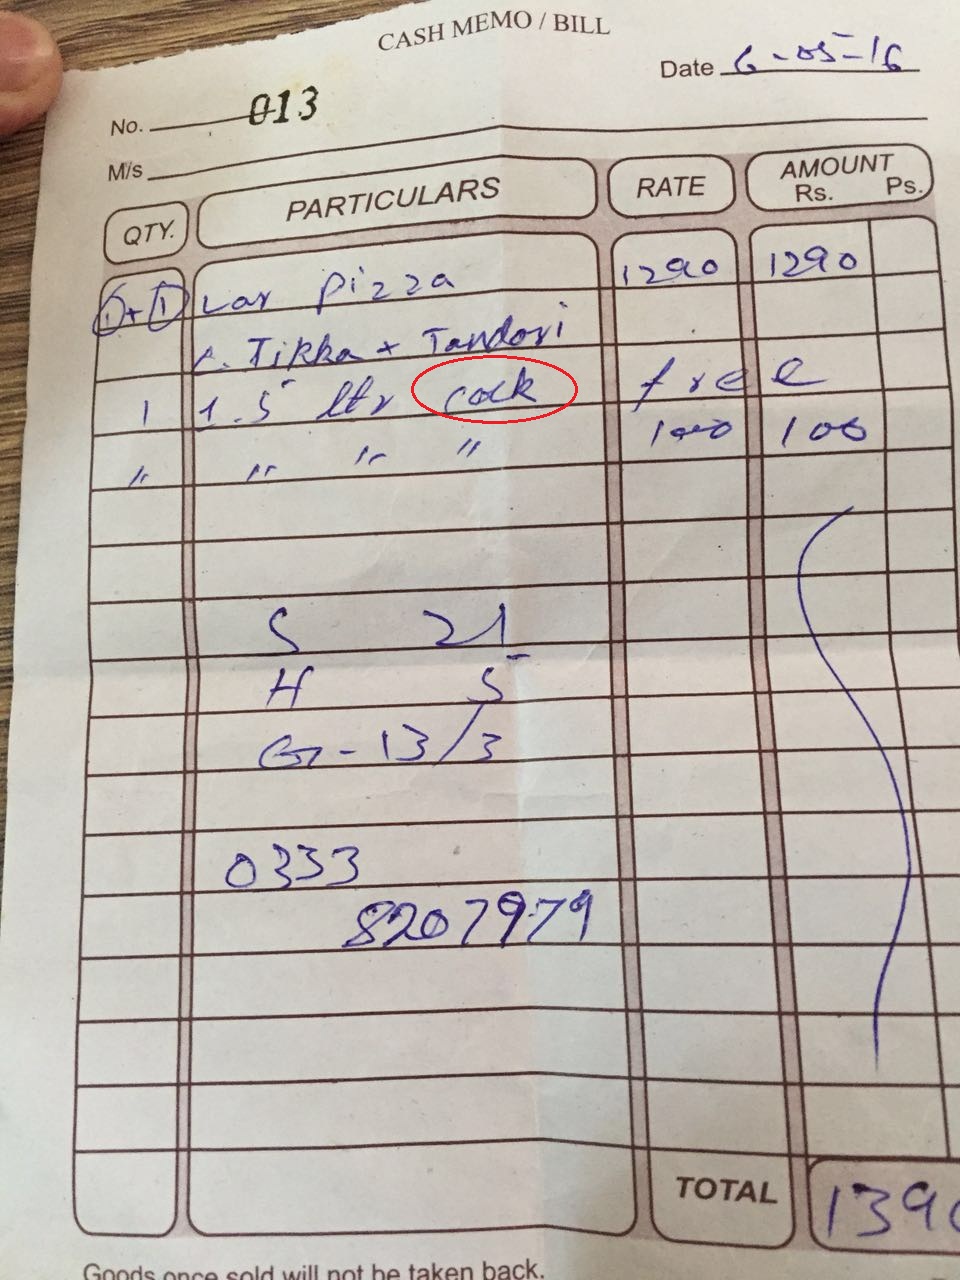 CASH MEMO / BILL
Date 6-05-16
No. 013
M/s
QTY. PARTICULARS RATE AMOUNT
Rs. Ps.
1+1 Lar pizza 1290 1290
c. Tikka + Tandori
1 1.5 ltr cock free
" " " " 100 100
S 21
H 5
G-13/3
0333
8207979
TOTAL 1390
Goods once sold will not be taken back.